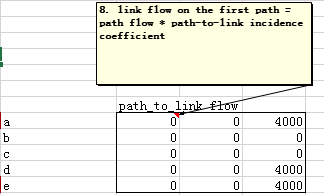 8. link flow on the first path =
path flow * path-to-link incidence
coefficient
path_to_link_flow
a 0 0 4000
b 0 0 0
c 0 0 0
d 0 0 4000
e 0 0 4000